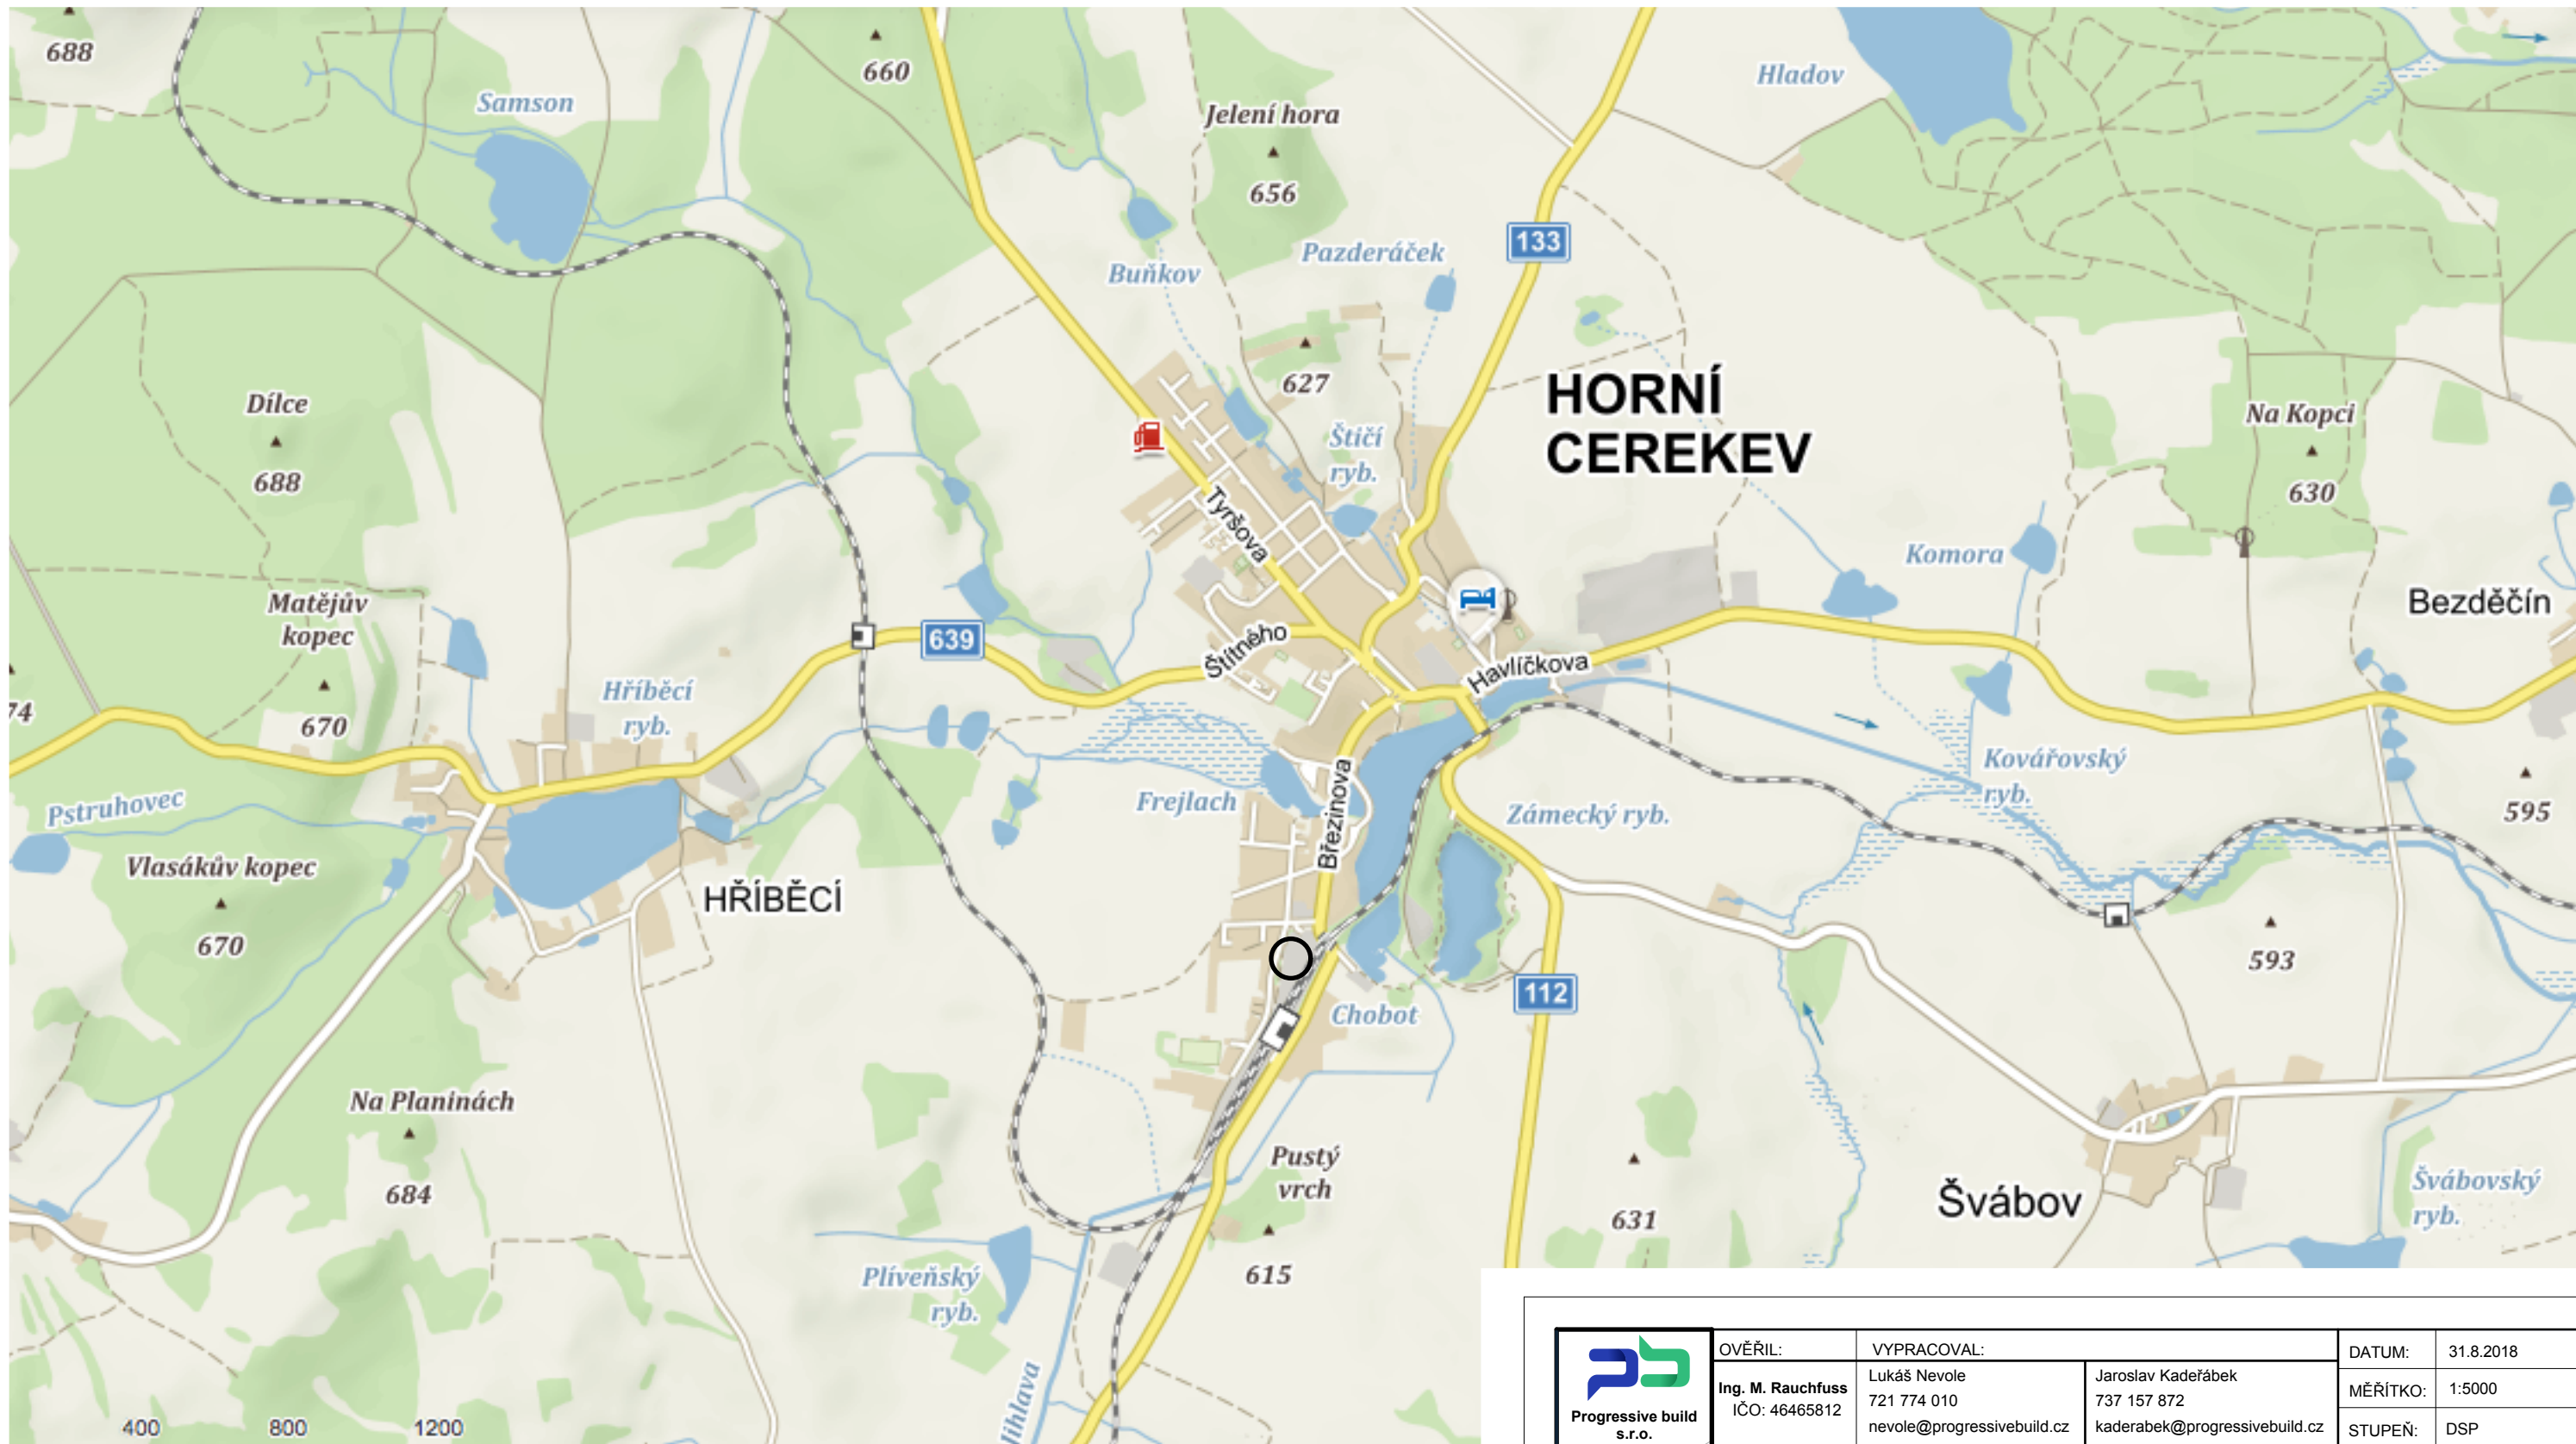 688
660
Samson
Jelení hora
656
Hladov
133
Pazderáček
Buňkov
627
HORNÍ
CEREKEV
Dílce
688
Štičí
ryb.
Na Kopci
630
Tyršova
Komora
Bezděčín
Matějův
kopec
670
639
Štítného
Havlíčkova
74
Hříběcí
ryb.
Pstruhovec
Frejlach
Březinova
Zámecký ryb.
Kovářovský
ryb.
595
Vlasákův kopec
670
HŘÍBĚCÍ
593
112
Chobot
Na Planinách
684
Pustý
vrch
615
631
Švábov
Švábovský
ryb.
Plíveňský
ryb.
Jihlava
400 800 1200
Progressive build
s.r.o.
OVĚŘIL:
Ing. M. Rauchfuss
IČO: 46465812
VYPRACOVAL:
Lukáš Nevole
721 774 010
nevole@progressivebuild.cz
Jaroslav Kadeřábek
737 157 872
kaderabek@progressivebuild.cz
DATUM: 31.8.2018
MĚŘÍTKO: 1:5000
STUPEŇ: DSP